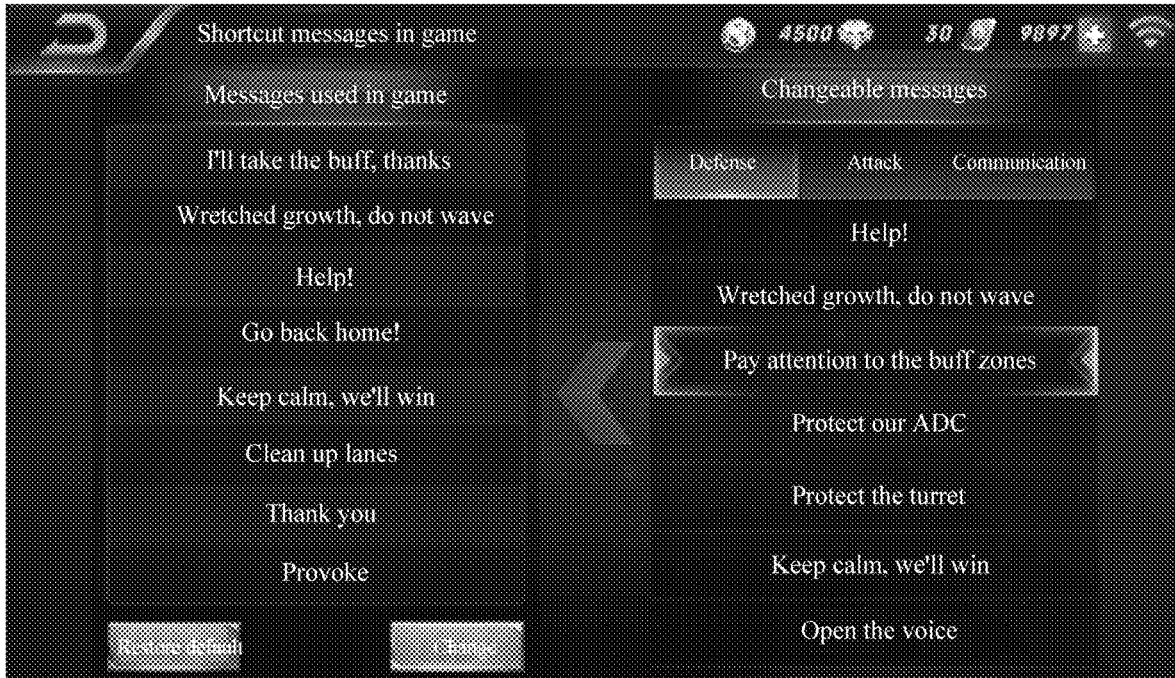 Shortcut messages in game
4500
30
9897
Messages used in game
I'll take the buff, thanks
Wretched growth, do not wave
Help!
Go back home!
Keep calm, we'll win
Clean up lanes
Thank you
Provoke
Restore default
Changeable messages
Defense Attack Communication
Help!
Wretched growth, do not wave
Pay attention to the buff zones
Protect our ADC
Protect the turret
Keep calm, we'll win
Open the voice